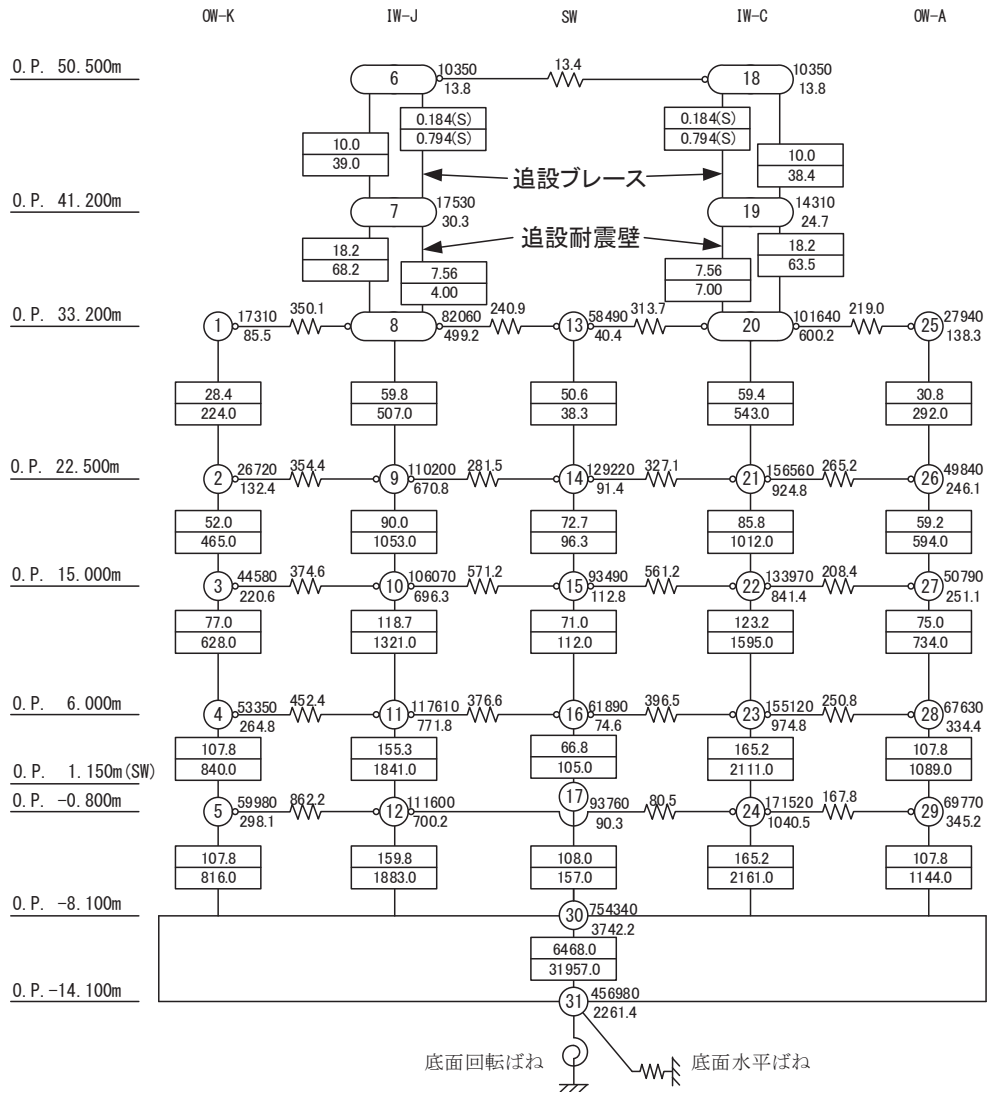 OW-K IW-J SW IW-C OW-A
O.P. 50.500m
6 10350 13.4 18 10350
13.8 13.8
0.184(S) 0.184(S)
0.794(S) 0.794(S)
10.0 10.0
39.0 38.4
追設ブレース
O.P. 41.200m
7 17530 19 14310
30.3 24.7
追設耐震壁
18.2 18.2
68.2 63.5
7.56 7.56
4.00 7.00
O.P. 33.200m
1 17310 350.1 8 82060 240.9 13 58490 313.7 20 101640 219.0 25 27940
85.5 499.2 40.4 600.2 138.3
28.4 59.8 50.6 59.4 30.8
224.0 507.0 38.3 543.0 292.0
O.P. 22.500m
2 26720 354.4 9 110200 281.5 14 129220 327.1 21 156560 265.2 26 49840
132.4 670.8 91.4 924.8 246.1
52.0 90.0 72.7 85.8 59.2
465.0 1053.0 96.3 1012.0 594.0
O.P. 15.000m
3 44580 374.6 10 106070 571.2 15 93490 561.2 22 133970 208.4 27 50790
220.6 696.3 112.8 841.4 251.1
77.0 118.7 71.0 123.2 75.0
628.0 1321.0 112.0 1595.0 734.0
O.P. 6.000m
4 53350 452.4 11 117610 376.6 16 61890 396.5 23 155120 250.8 28 67630
264.8 771.8 74.6 974.8 334.4
107.8 155.3 66.8 165.2 107.8
840.0 1841.0 105.0 2111.0 1089.0
O.P. 1.150m(SW)
O.P. -0.800m
5 59980 862.2 12 111600 17 93760 80.5 24 171520 167.8 29 69770
298.1 700.2 90.3 1040.5 345.2
107.8 159.8 108.0 165.2 107.8
816.0 1883.0 157.0 2161.0 1144.0
O.P. -8.100m
30 754340
3742.2
6468.0
31957.0
O.P.-14.100m
31 456980
2261.4
底面回転ばね 底面水平ばね